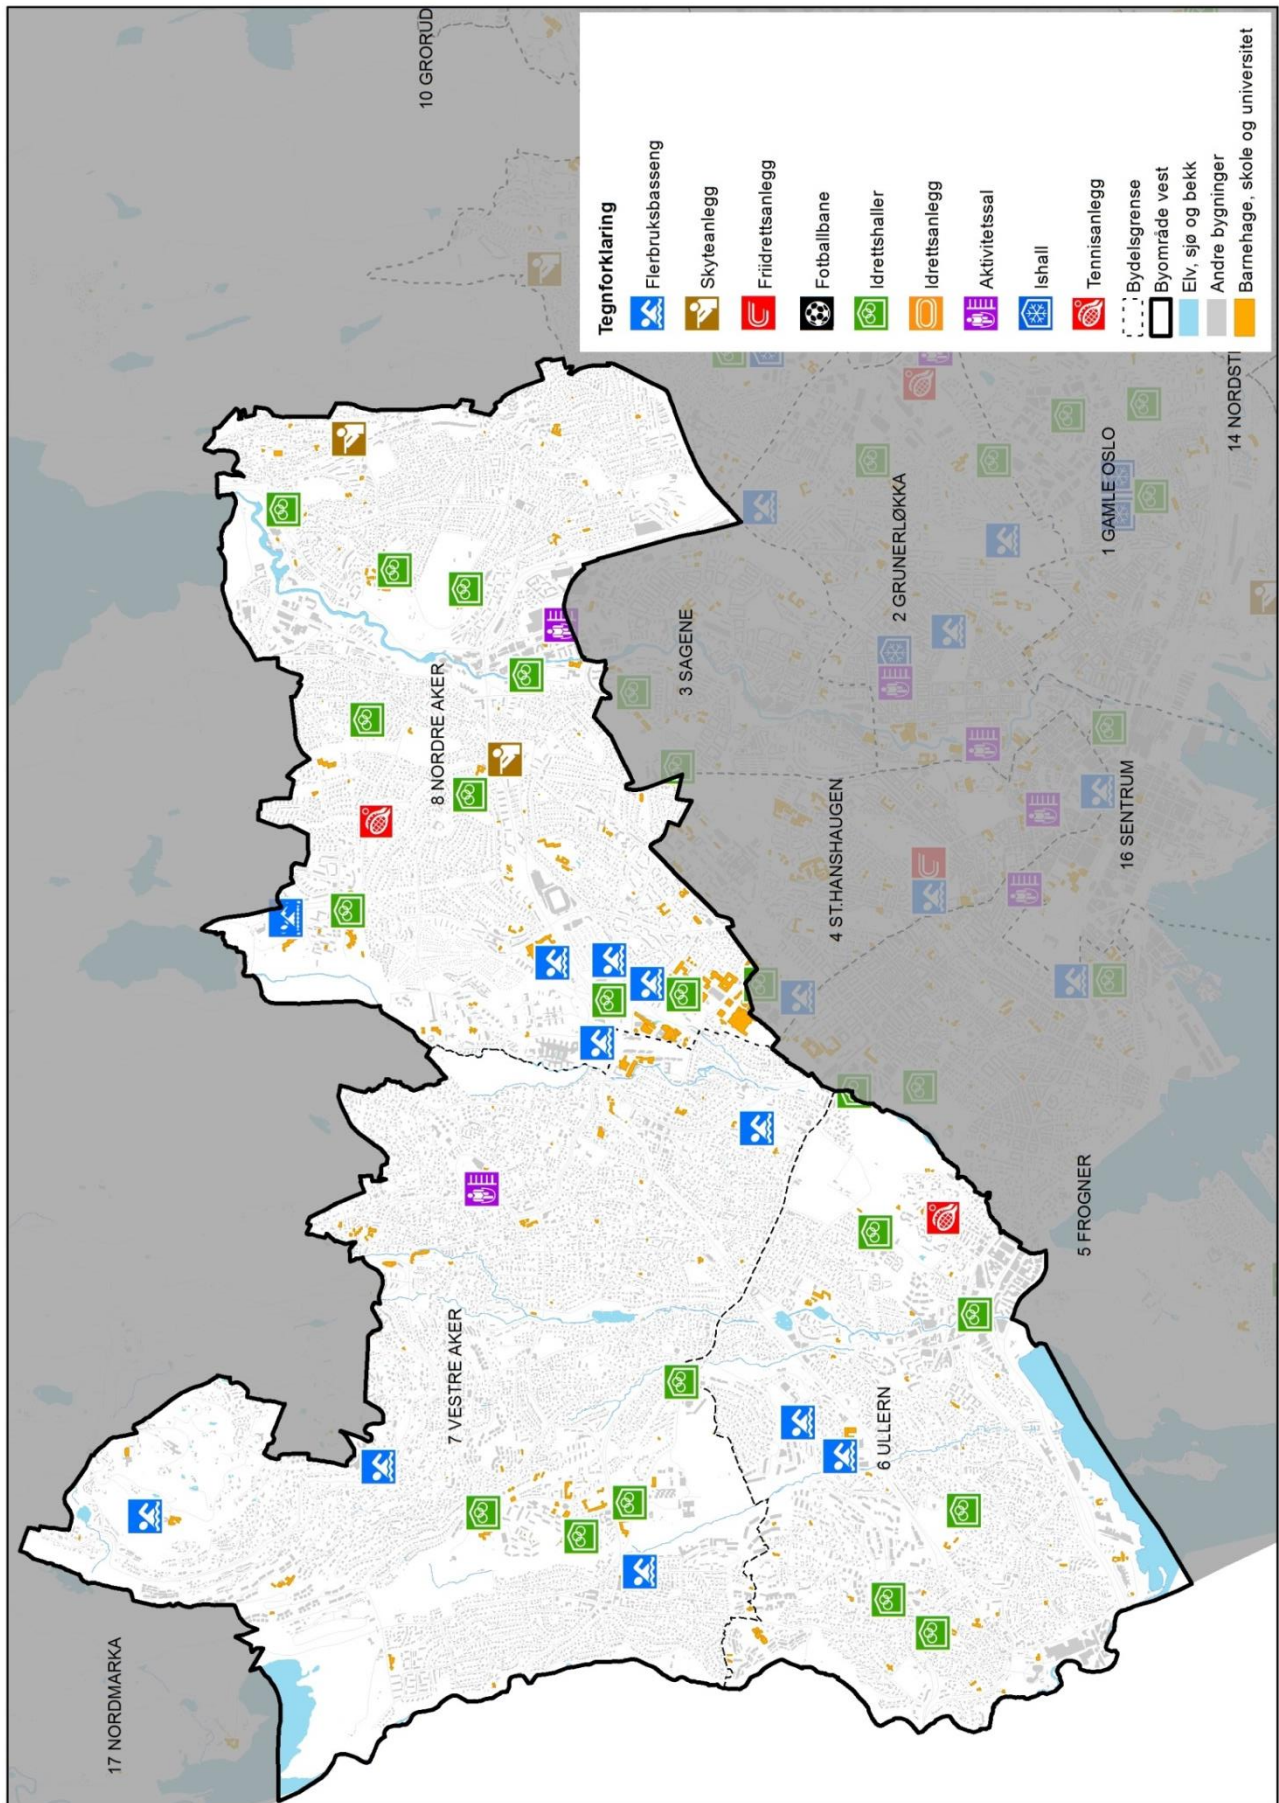 17 NORDMARKA
10 GRORUD
7 VESTRE AKER
8 NORDRE AKER
3 SAGENE
6 ULLERN
4 ST.HANSHAUGEN
2 GRUNERLØKKA
5 FROGNER
16 SENTRUM
1 GAMLE OSLO
14 NORDST
Tegnforklaring
Flerbruksbasseng
Skyteanlegg
Friidrettsanlegg
Fotballbane
Idrettshaller
Idrettsanlegg
Aktivitetssal
Ishall
Tennisanlegg
Bydelsgrense
Byområde vest
Elv, sjø og bekk
Andre bygninger
Barnehage, skole og universitet